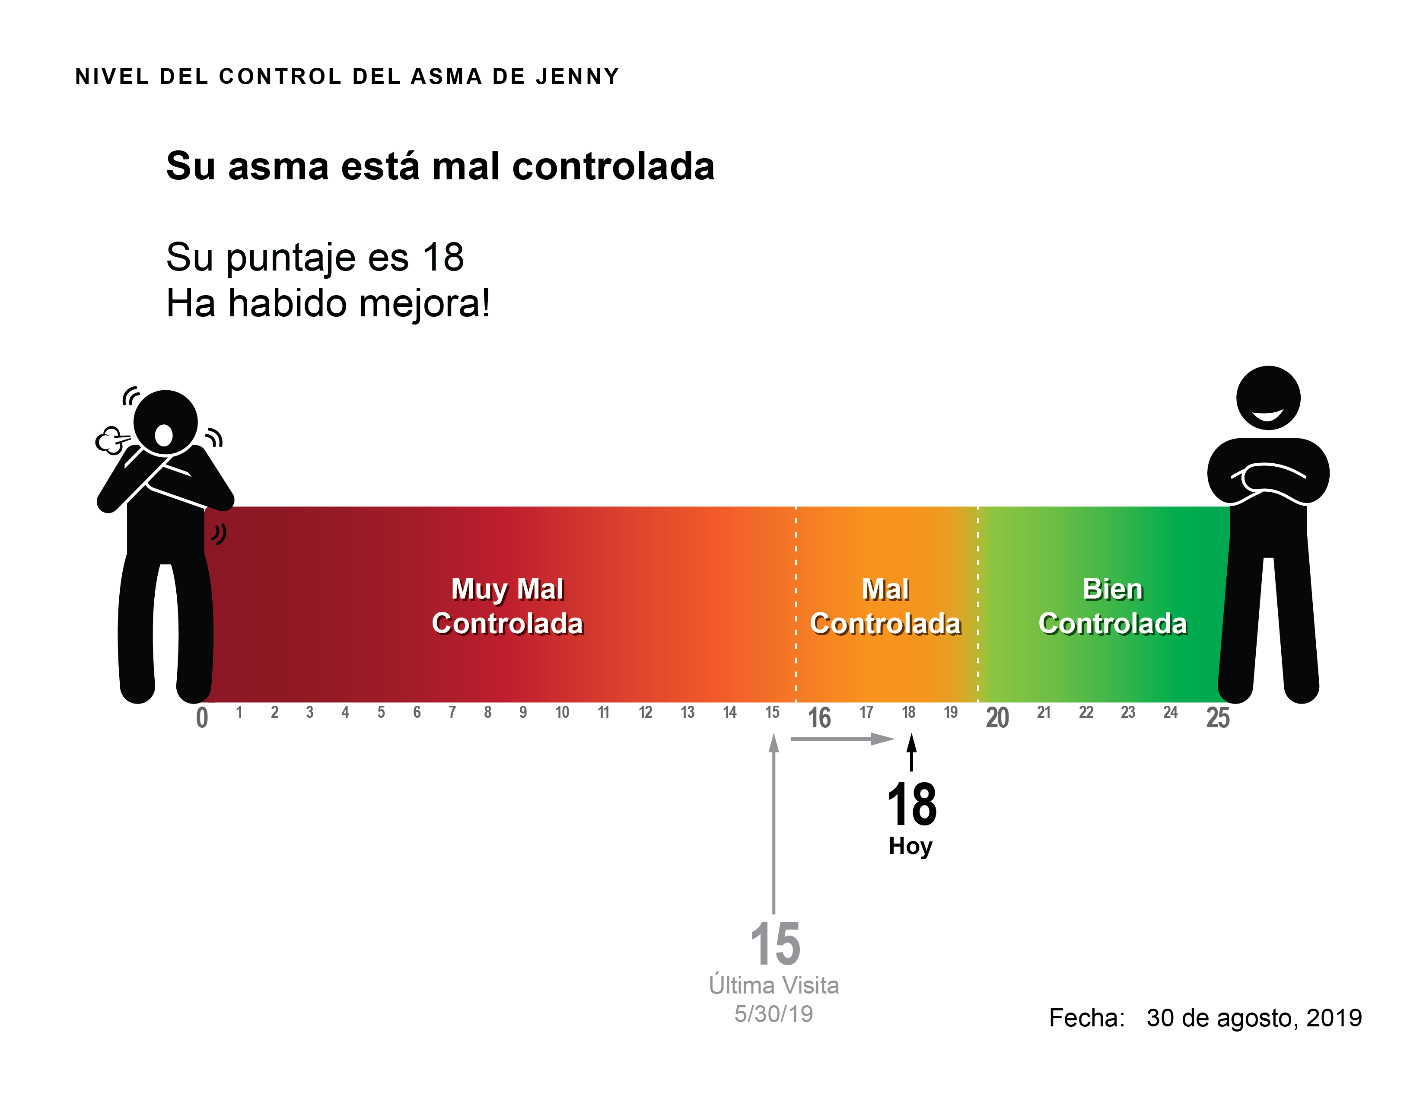 NIVEL DEL CONTROL DEL ASMA DE JENNY
Su asma está mal controlada
Su puntaje es 18
Ha habido mejora!
Muy Mal
Controlada
Mal
Controlada
Bien
Controlada
0 1 2 3 4 5 6 7 8 9 10 11 12 13 14 15 16 17 18 19 20 21 22 23 24 25
18
Hoy
15
Última Visita
5/30/19
Fecha: 30 de agosto, 2019